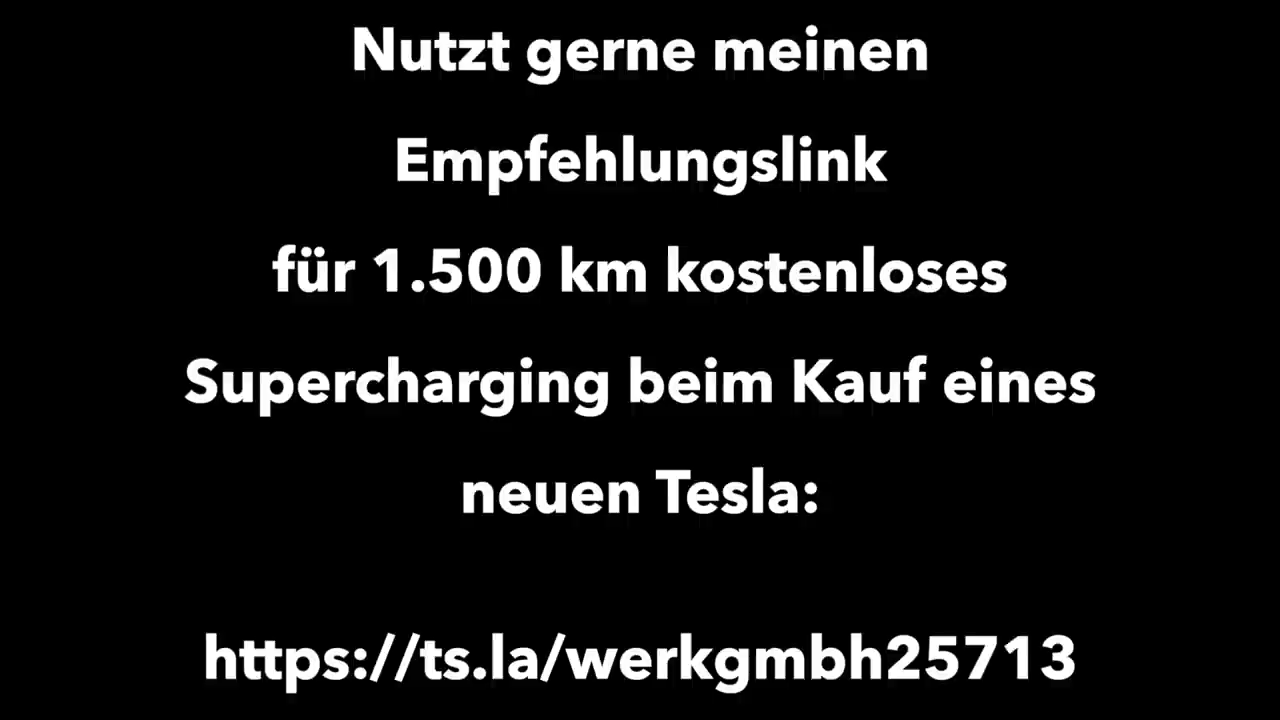 Nutzt gerne meinen
Empfehlungslink
für 1.500 km kostenloses
Supercharging beim Kauf eines
neuen Tesla:
https://ts.la/werkgmbh25713